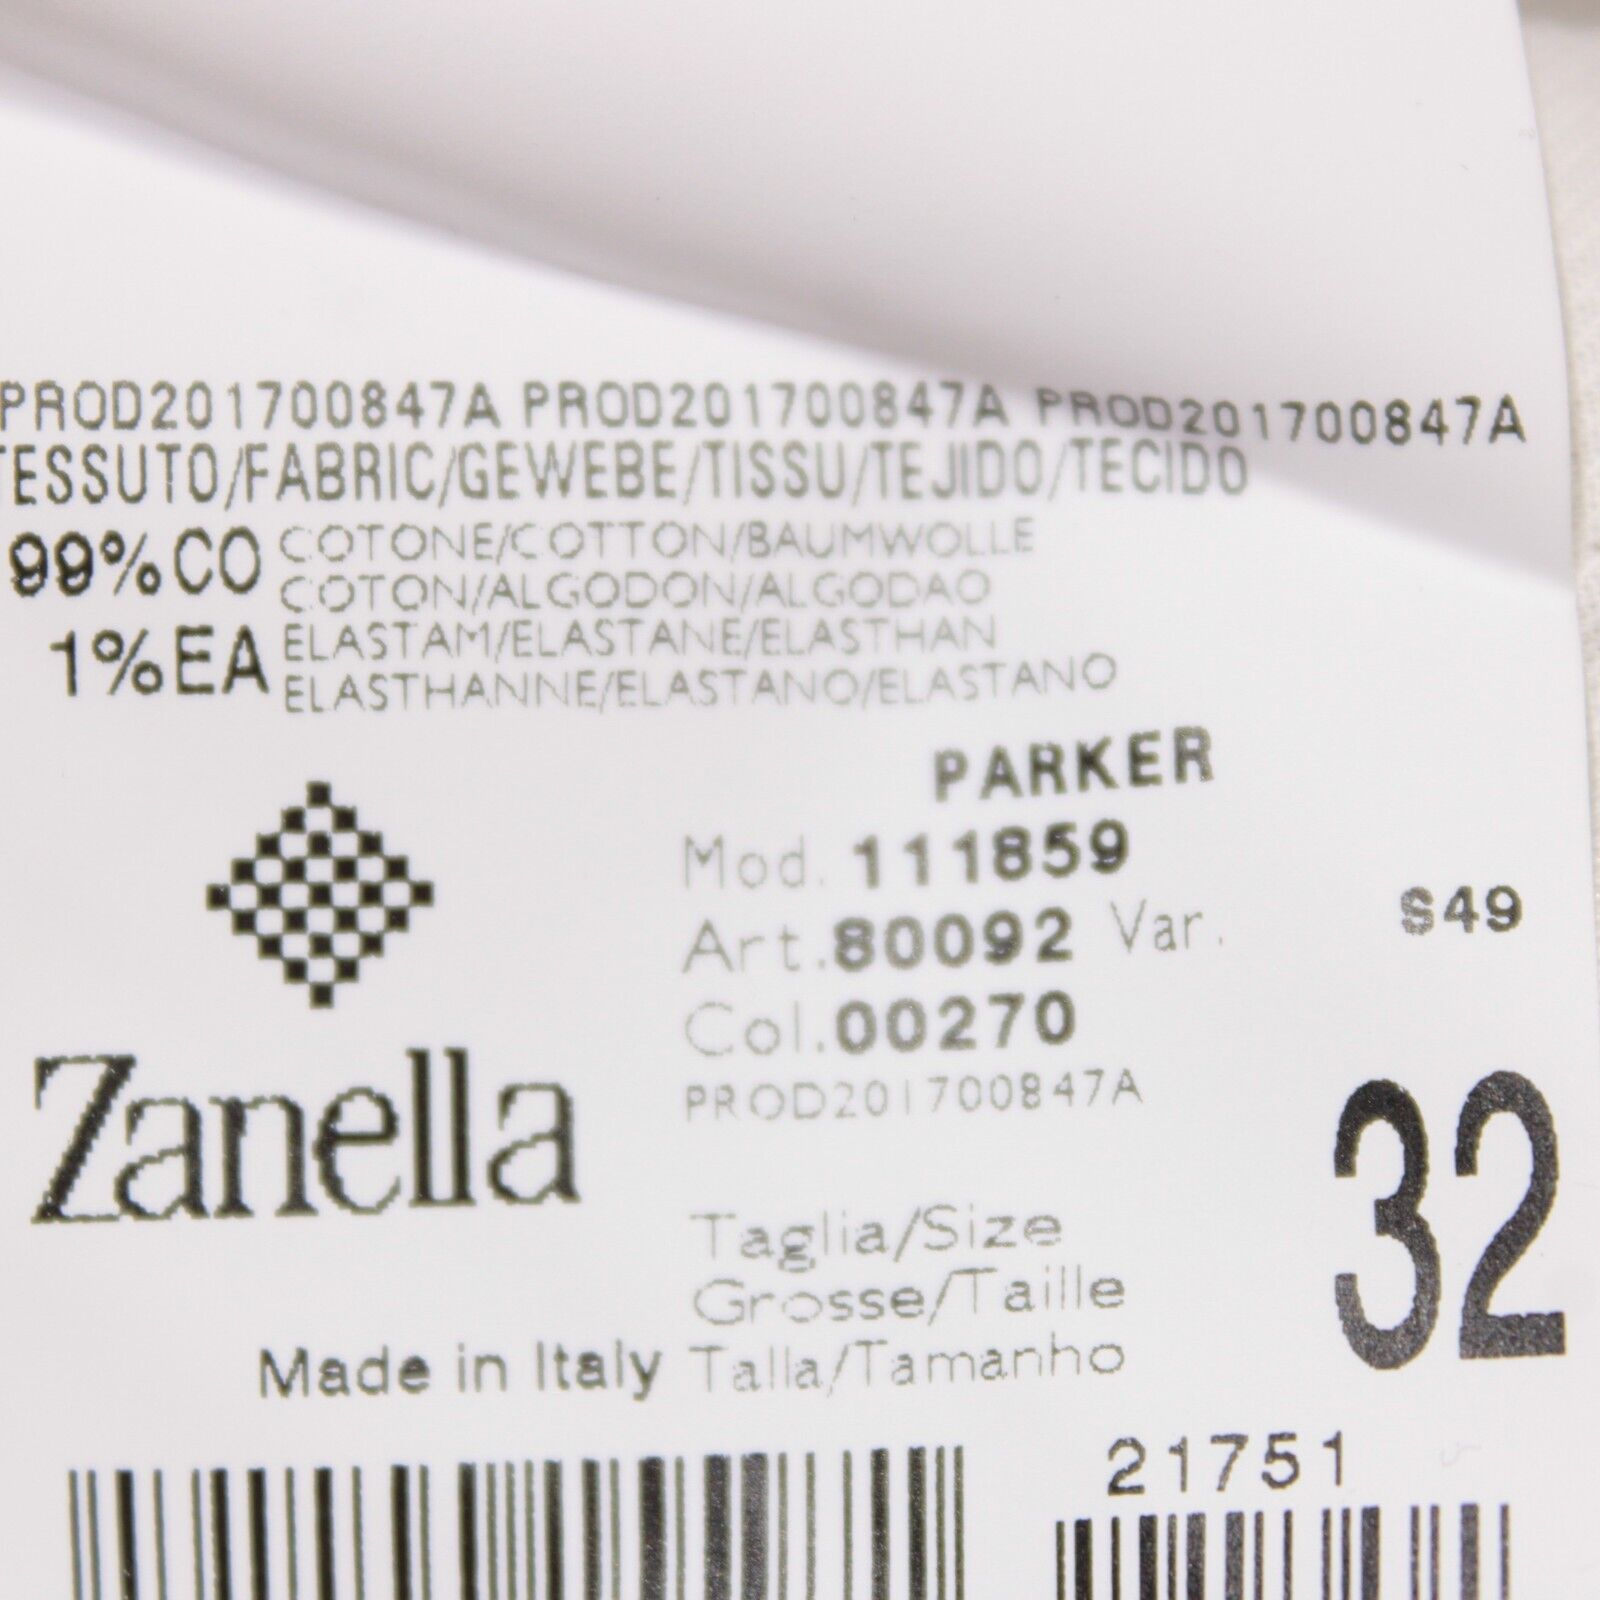 PROD201700847A PROD201700847A PROD201700847A
TESSUTO/FABRIC/GEWEBE/TISSU/TEJIDO/TECIDO
99%CO COTONE/COTTON/BAUMWOLLE
COTON/ALGODON/ALGODAO
1%EA ELASTAM/ELASTANE/ELASTHAN
ELASTHANNE/ELASTANO/ELASTANO
PARKER
Mod. 111859
Art.80092 Var. S49
Col.00270
PROD201700847A
Zanella
Taglia/Size
Grosse/Taille
Talla/Tamanho
32
Made in Italy
21751